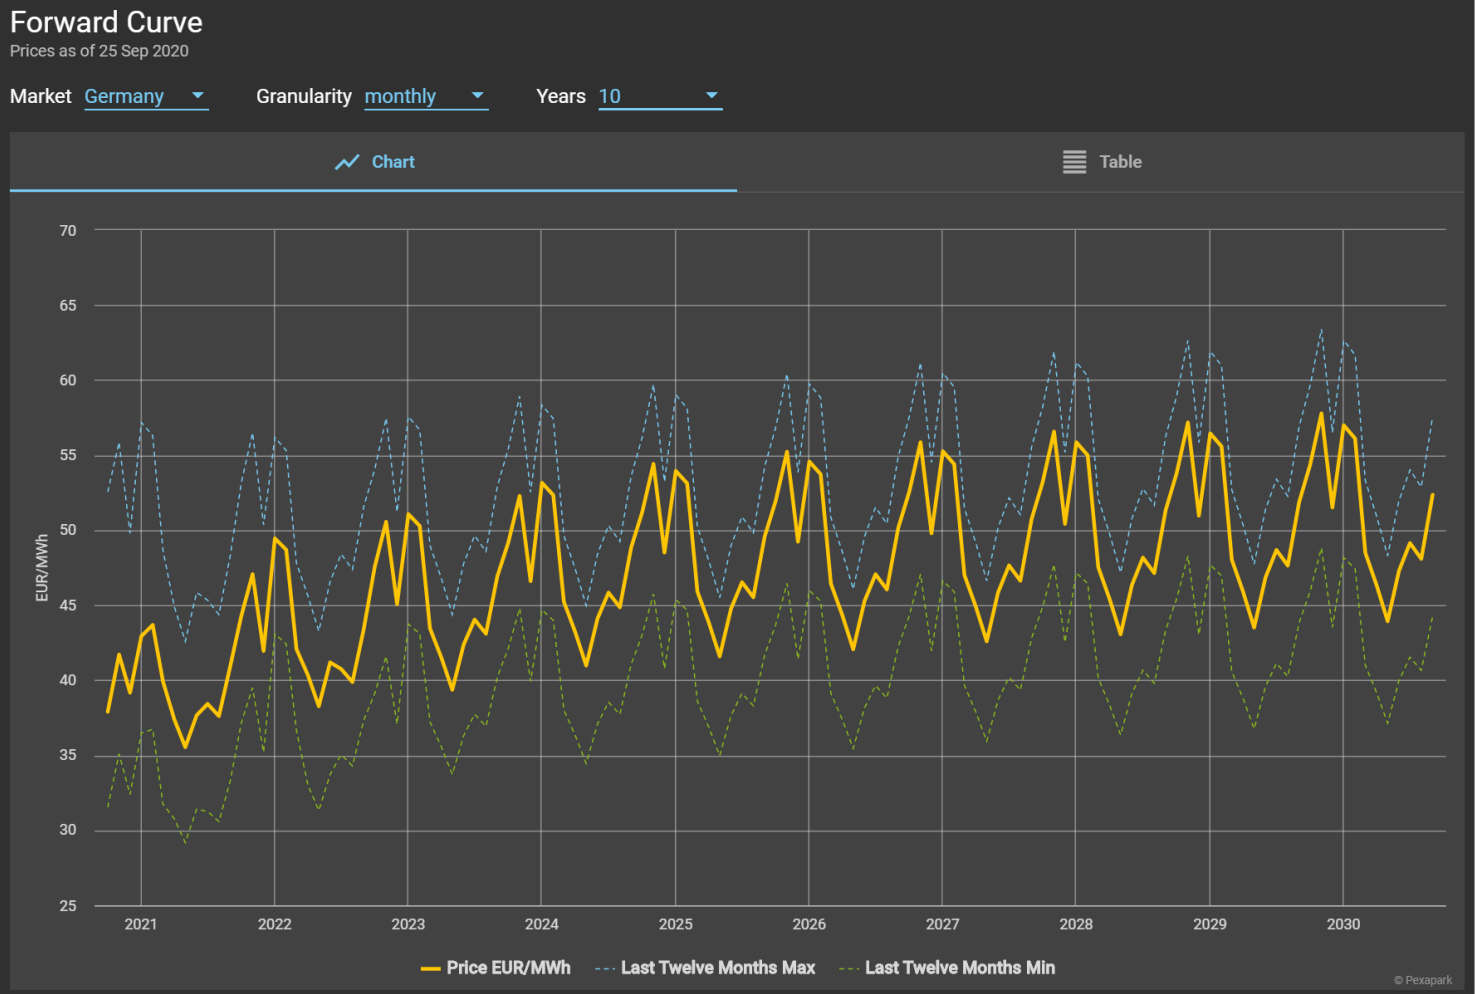 Forward Curve
Prices as of 25 Sep 2020
Market Germany Granularity monthly Years 10
Chart Table
70
65
60
55
50
45
40
35
30
25
EUR/MWh
2021 2022 2023 2024 2025 2026 2027 2028 2029 2030
Price EUR/MWh Last Twelve Months Max Last Twelve Months Min
© Pexapark